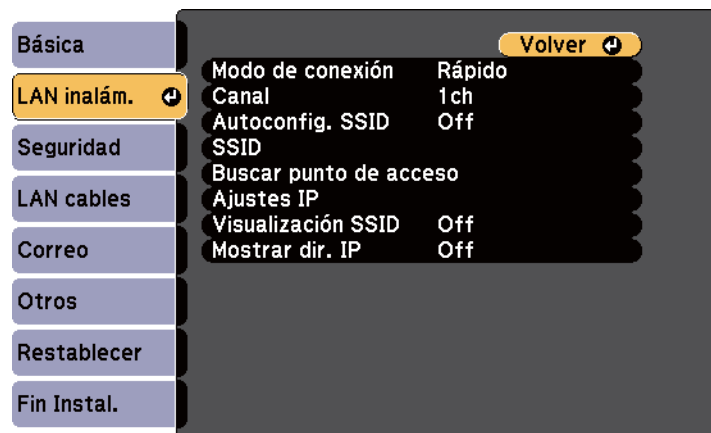 Básica
LAN inalám.
Seguridad
LAN cables
Correo
Otros
Restablecer
Fin Instal.
Volver
Modo de conexión Rápido
Canal 1ch
Autoconfig. SSID Off
SSID
Buscar punto de acceso
Ajustes IP
Visualización SSID Off
Mostrar dir. IP Off